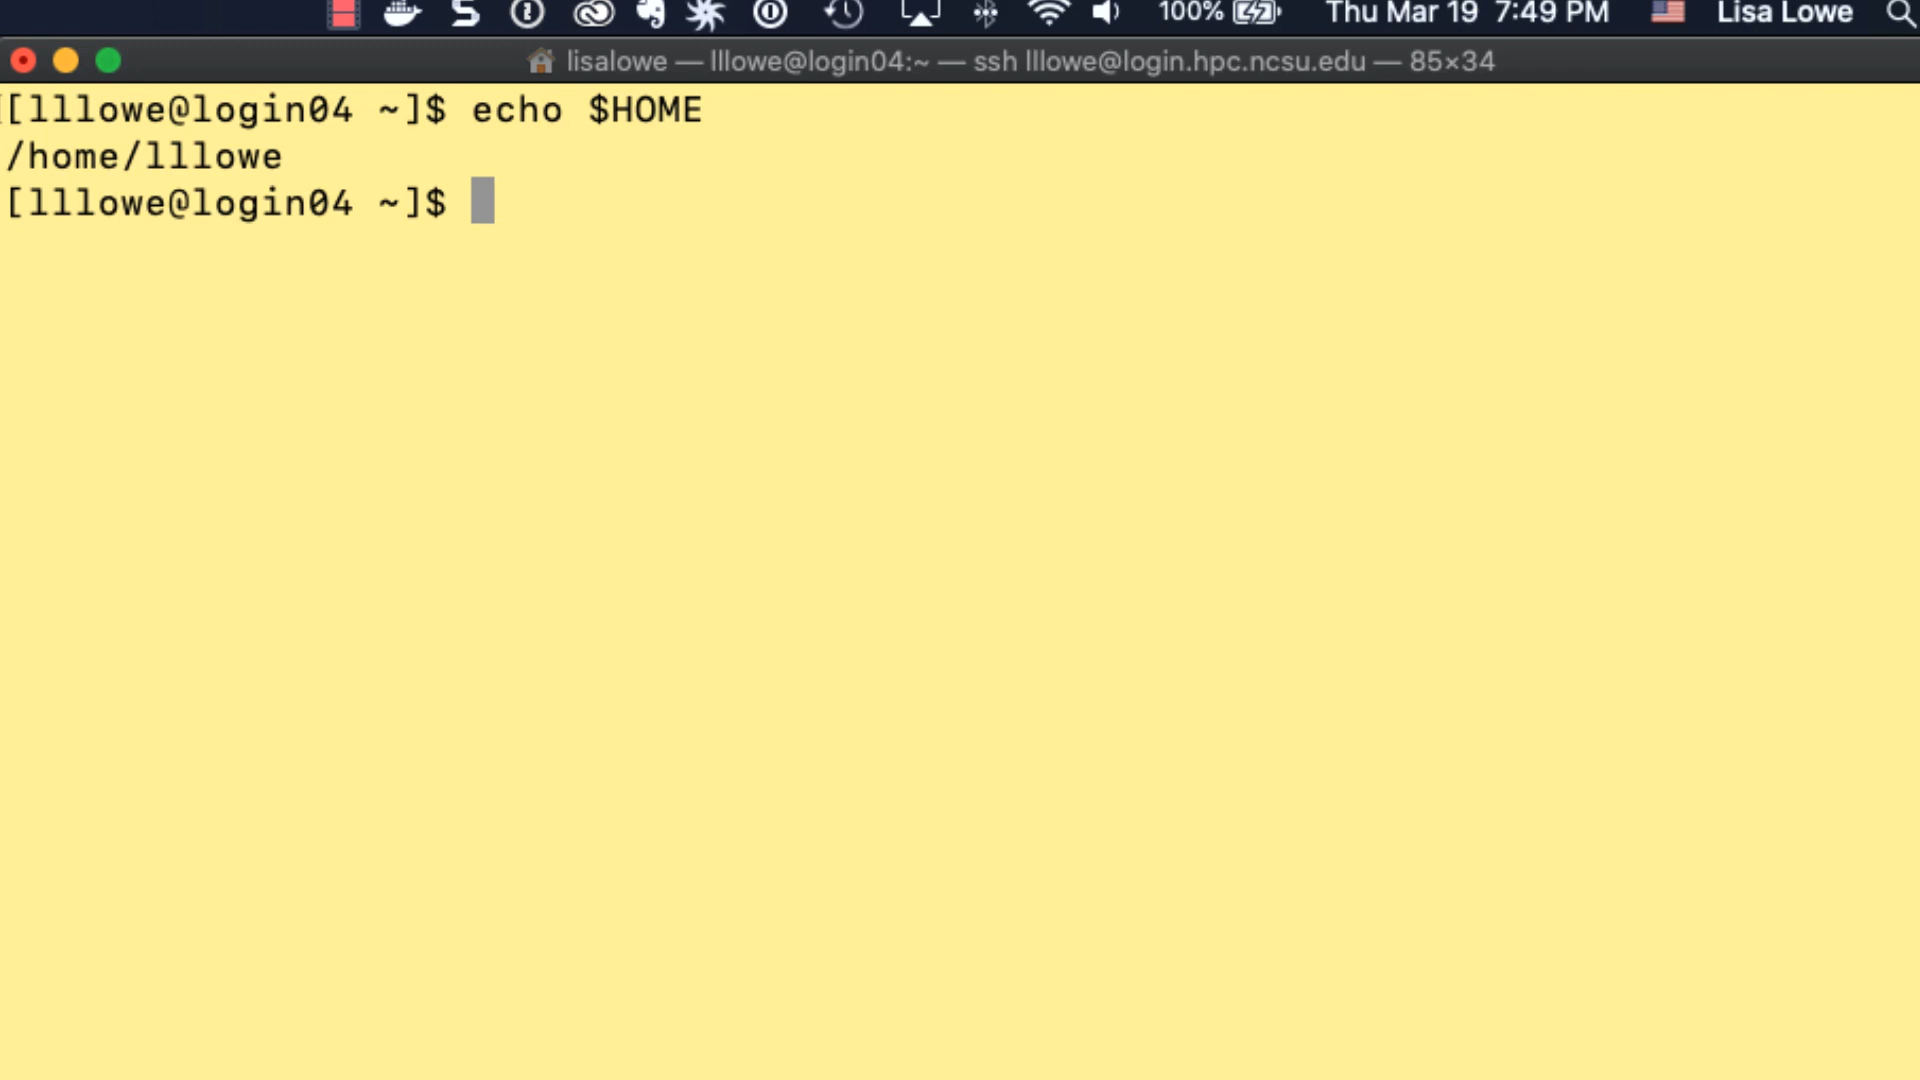 100% Thu Mar 19 7:49 PM Lisa Lowe
lisalowe — lllowe@login04:~ — ssh lllowe@login.hpc.ncsu.edu — 85×34
[[lllowe@login04 ~]$ echo $HOME
/home/lllowe
[lllowe@login04 ~]$